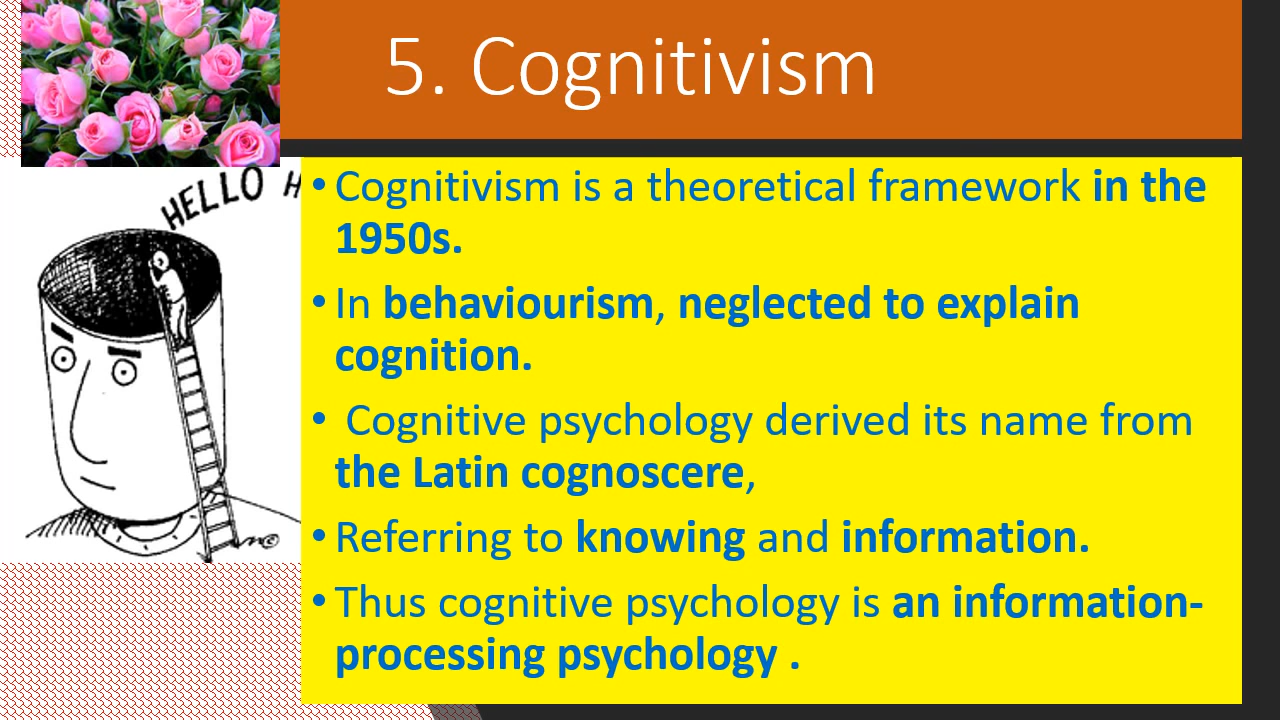 5. Cognitivism
HELLO H
• Cognitivism is a theoretical framework in the
1950s.
• In behaviourism, neglected to explain
cognition.
• Cognitive psychology derived its name from
the Latin cognoscere,
• Referring to knowing and information.
• Thus cognitive psychology is an information-
processing psychology .